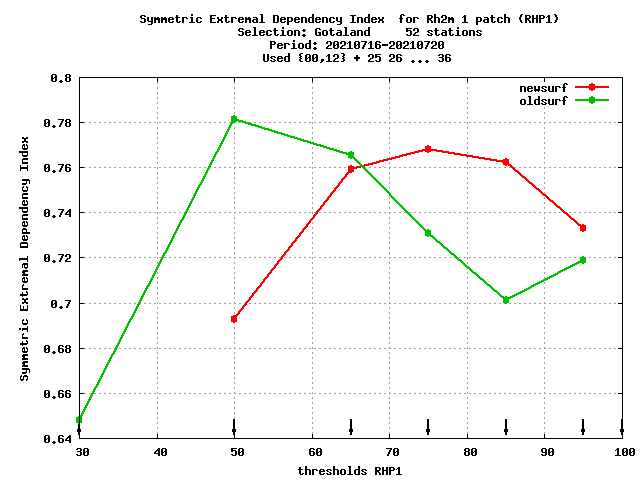 Symmetric Extremal Dependency Index  for Rh2m 1 patch (RHP1)
Selection: Gotaland     52 stations
Period: 20210716-20210720
Used {00,12} + 25 26 ... 36
newsurf
oldsurf
Symmetric Extremal Dependency Index
0.8
0.78
0.76
0.74
0.72
0.7
0.68
0.66
0.64
30 40 50 60 70 80 90 100
thresholds RHP1